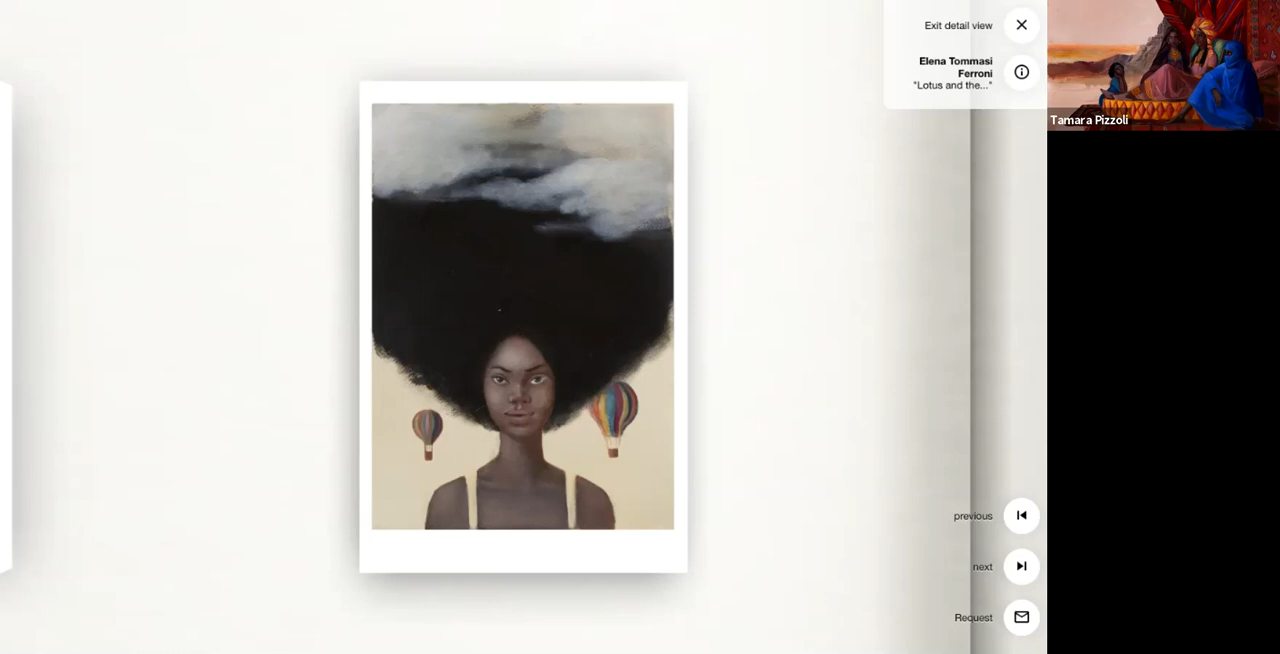 Exit detail view
Elena Tommasi
Ferroni
"Lotus and the..."
Tamara Pizzoli
previous
next
Request